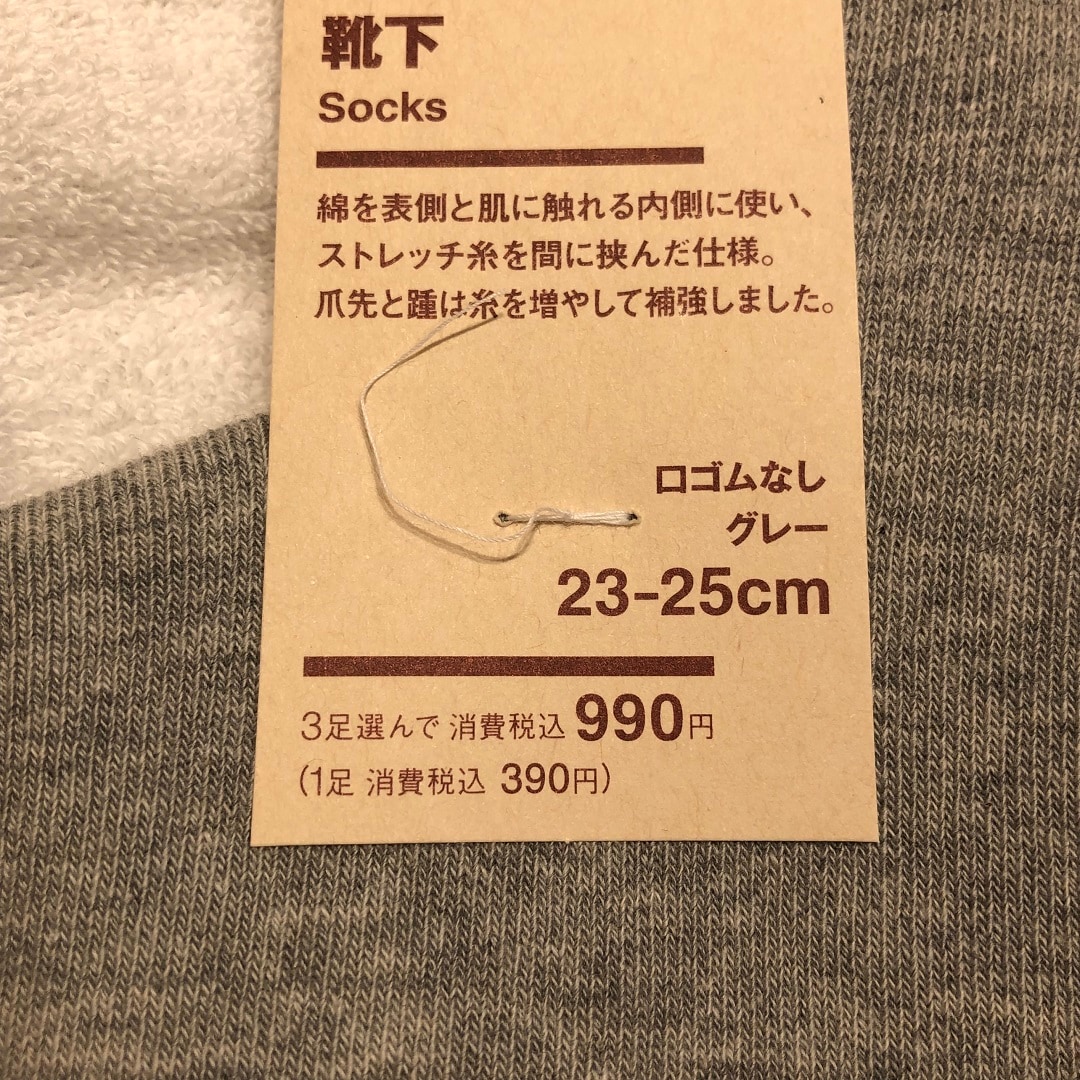 靴下
Socks
綿を表側と肌に触れる内側に使い、
ストレッチ糸を間に挟んだ仕様。
爪先と踵は糸を増やして補強しました。
口ゴムなし
グレー
23-25cm
3足選んで 消費税込 990円
(1足 消費税込 390円)